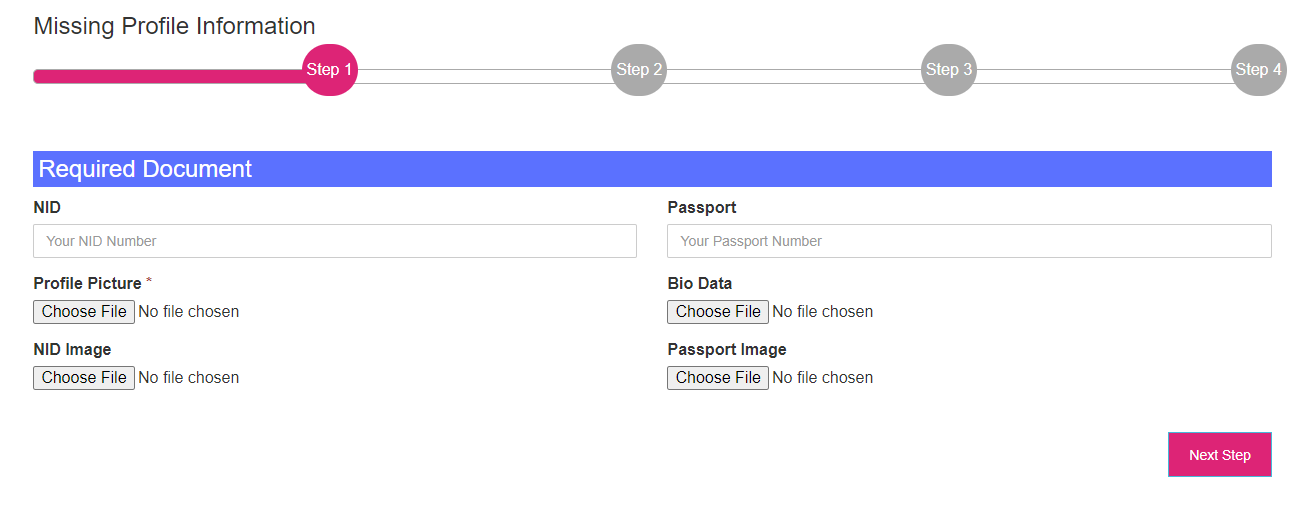 Missing Profile Information
Step 1 Step 2 Step 3 Step 4
Required Document
NID Passport
Your NID Number Your Passport Number
Profile Picture * Bio Data
Choose File No file chosen Choose File No file chosen
NID Image Passport Image
Choose File No file chosen Choose File No file chosen
Next Step